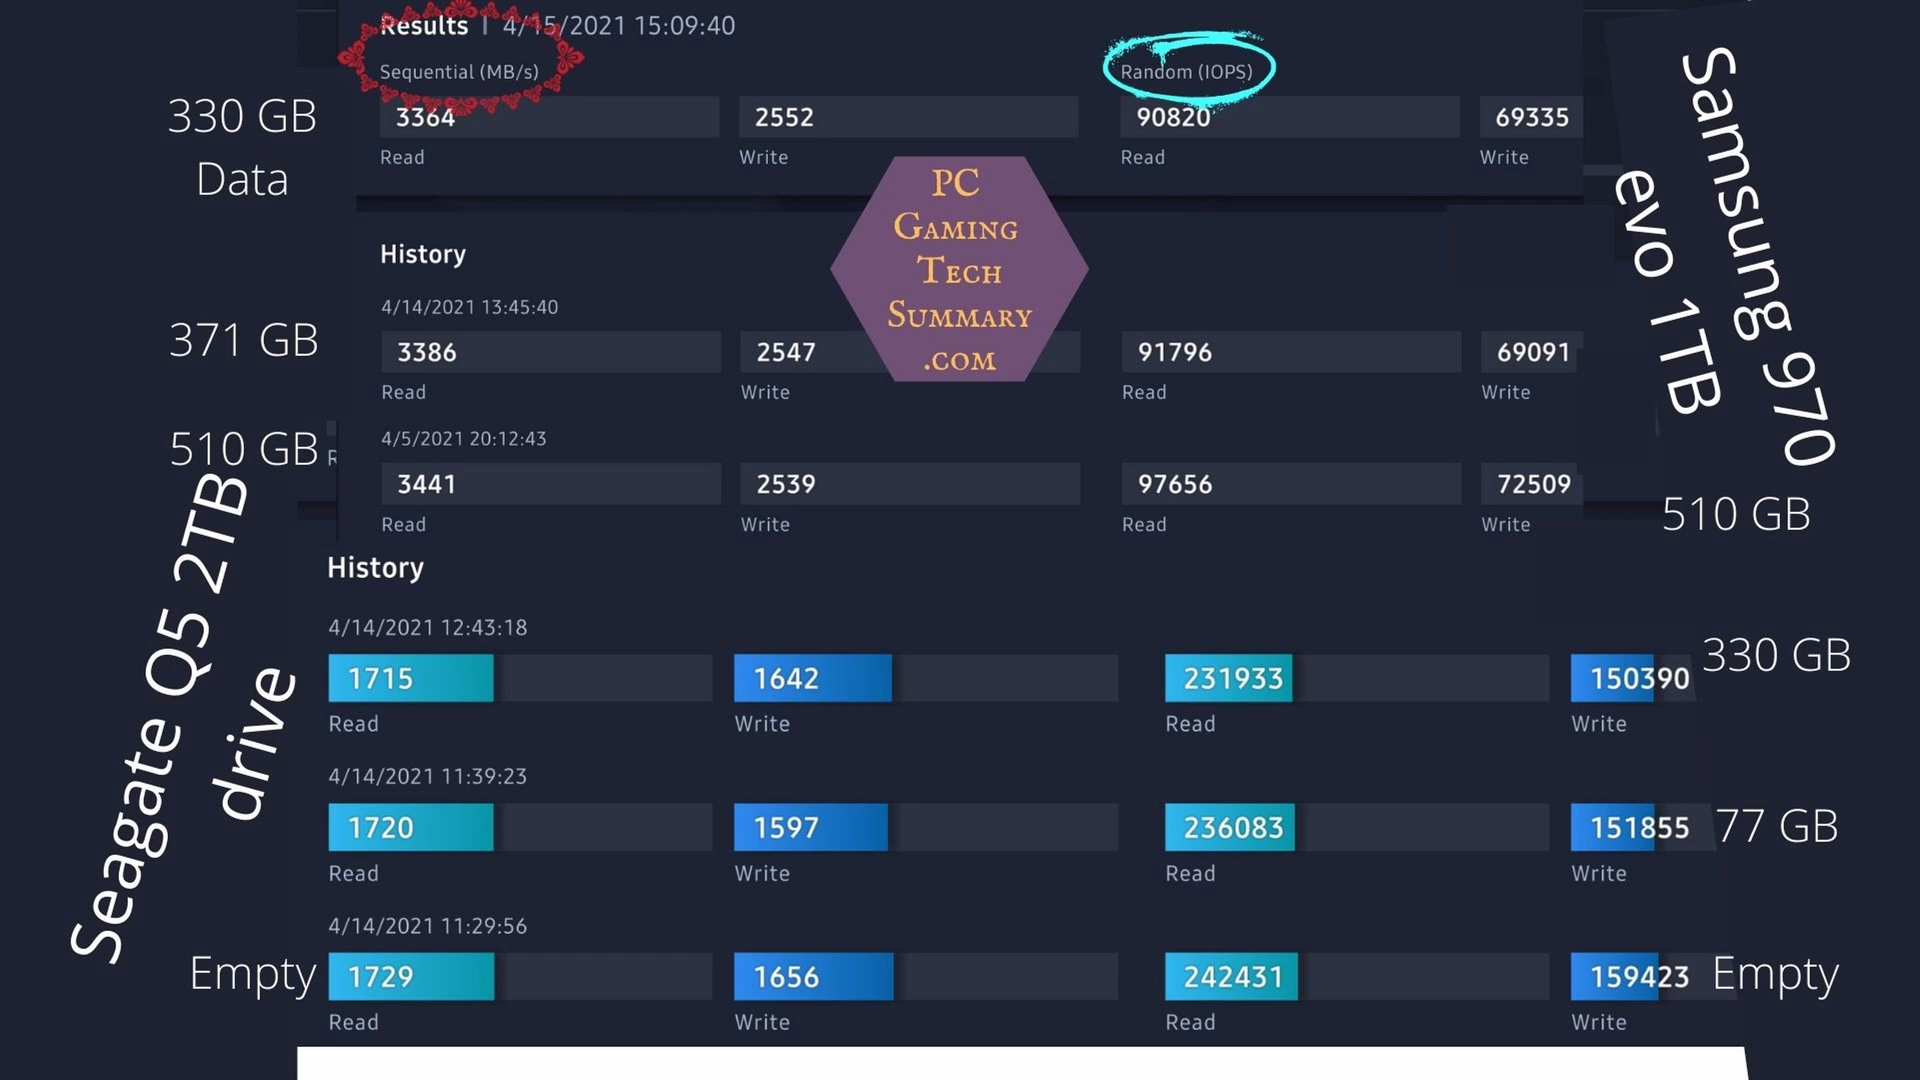 Results | 4/15/2021 15:09:40
Sequential (MB/s) Random (IOPS)
330 GB
Data
3364 2552 90820 69335
Read Write Read Write
PC
Gaming
Tech
Summary
.com
History
4/14/2021 13:45:40
371 GB
3386 2547 91796 69091
Read Write Read Write
4/5/2021 20:12:43
510 GB R
3441 2539 97656 72509
Read Write Read Write
Samsung 970
evo 1TB
510 GB
Seagate Q5 2TB
drive
History
4/14/2021 12:43:18
1715 1642 231933 150390 330 GB
Read Write Read Write
4/14/2021 11:39:23
1720 1597 236083 151855 77 GB
Read Write Read Write
4/14/2021 11:29:56
Empty 1729 1656 242431 159423 Empty
Read Write Read Write